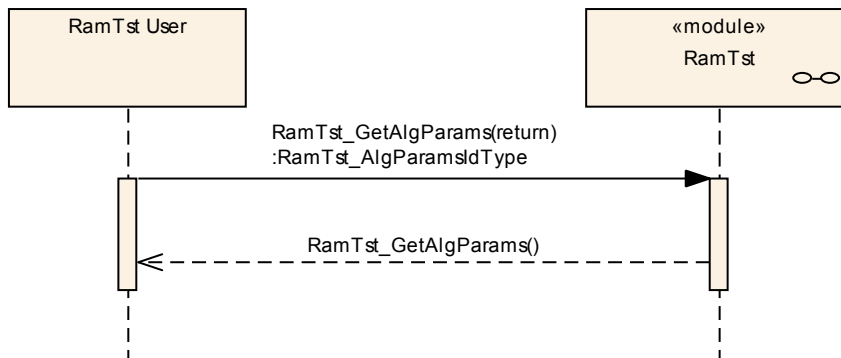 RamTst User
«module»
RamTst
RamTst_GetAlgParams(return)
:RamTst_AlgParamsIdType
RamTst_GetAlgParams()